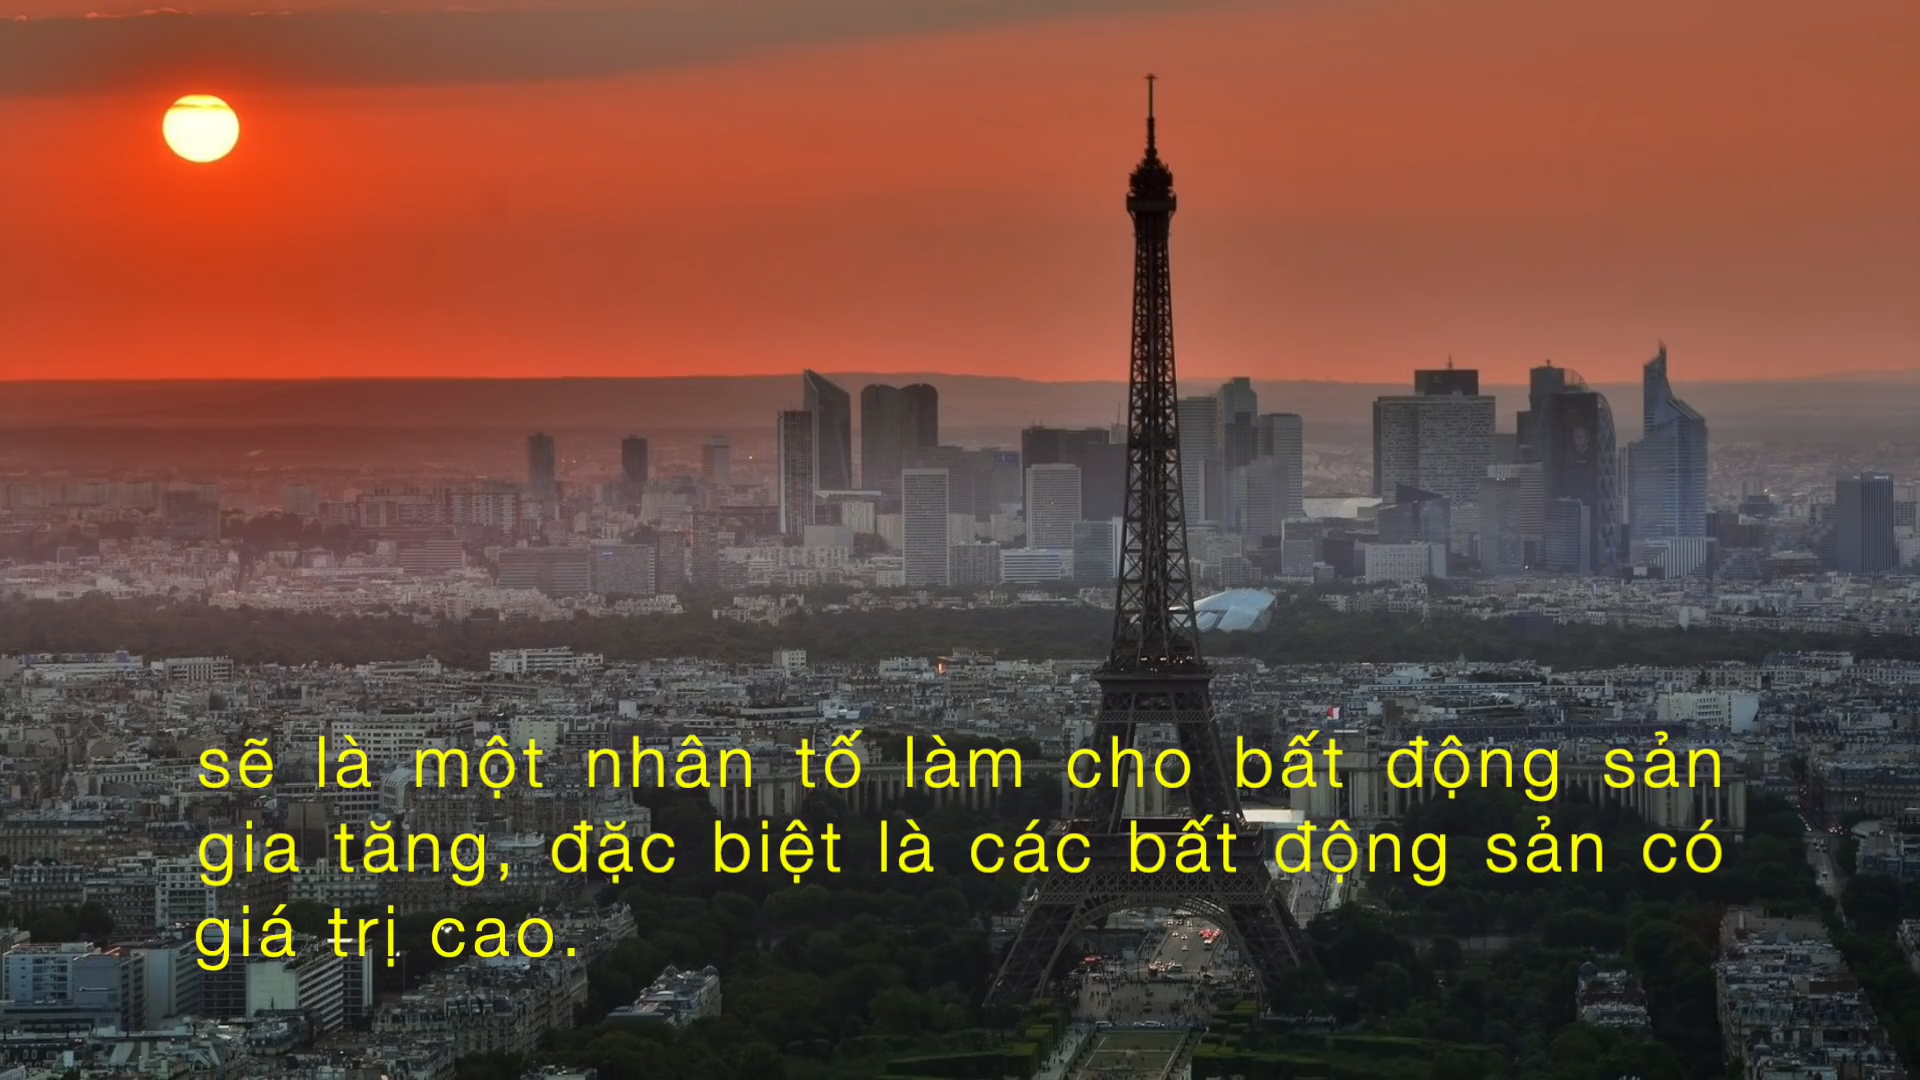 sẽ là một nhân tố làm cho bất động sản
gia tăng, đặc biệt là các bất động sản có
giá trị cao.